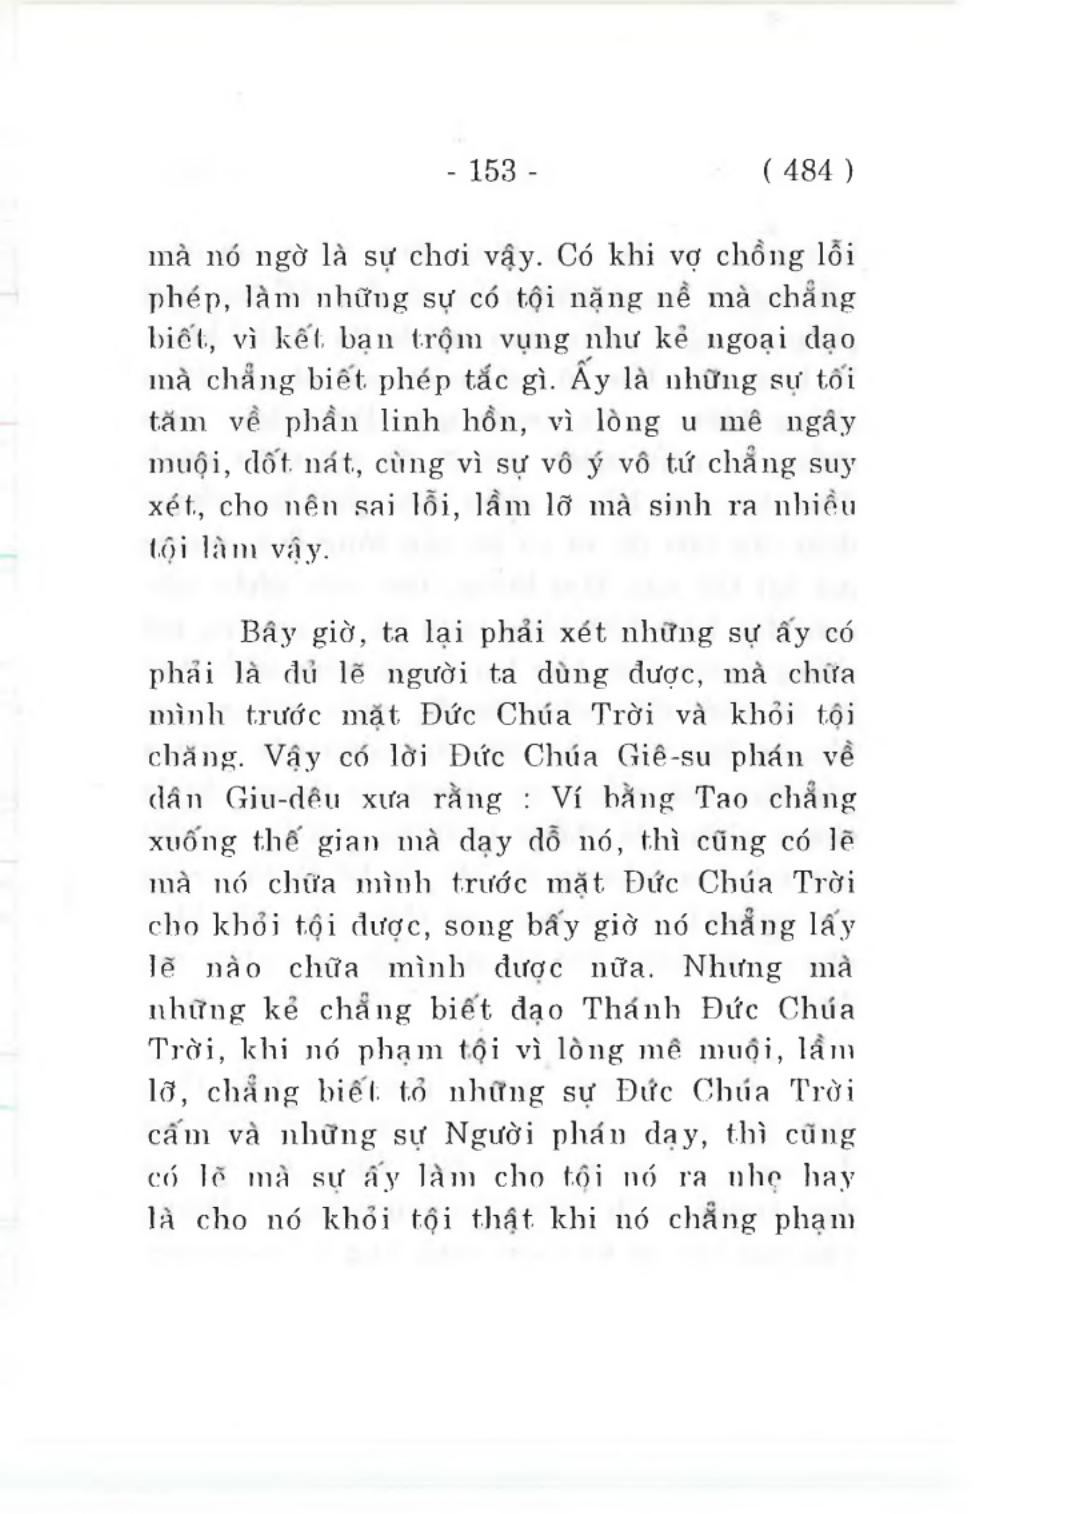 - 153 - ( 484 )
mà nó ngờ là sự chơi vậy. Có khi vợ chồng lỗi
phép, làm những sự có tội nặng nề mà chẳng
biết, vì kết bạn trộm vụng như kẻ ngoại đạo
mà chẳng biết phép tắc gì. Ấy là những sự tối
tăm về phần linh hồn, vì lòng u mê ngây
muội, dốt nát, cùng vì sự vô ý vô tứ chẳng suy
xét, cho nên sai lỗi, lầm lỡ mà sinh ra nhiều
tội làm vậy.
Bây giờ, ta lại phải xét những sự ấy có
phải là đủ lẽ người ta dùng được, mà chữa
mình trước mặt Đức Chúa Trời và khỏi tội
chăng. Vậy có lời Đức Chúa Giê-su phán về
dân Giu-dêu xưa rằng : Ví bằng Tao chẳng
xuống thế gian mà dạy dỗ nó, thì cũng có lẽ
mà nó chữa mình trước mặt Đức Chúa Trời
cho khỏi tội được, song bấy giờ nó chẳng lấy
lẽ nào chữa mình được nữa. Nhưng mà
những kẻ chẳng biết đạo Thánh Đức Chúa
Trời, khi nó phạm tội vì lòng mê muội, lầm
lỡ, chẳng biết tỏ những sự Đức Chúa Trời
cấm và những sự Người phán dạy, thì cũng
có lẽ mà sự ấy làm cho tội nó ra nhẹ hay
là cho nó khỏi tội thật khi nó chẳng phạm